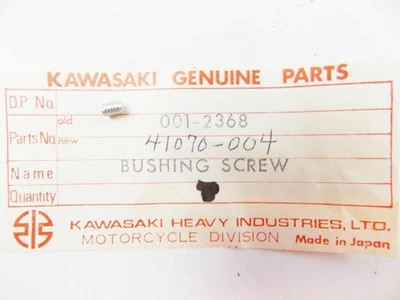 KAWASAKI GENUINE PARTS
D.P No.
old 001-2368
Parts No. new 41070-004
Name BUSHING SCREW
Quantity
KAWASAKI HEAVY INDUSTRIES, LTD.
MOTORCYCLE DIVISION Made in Japan